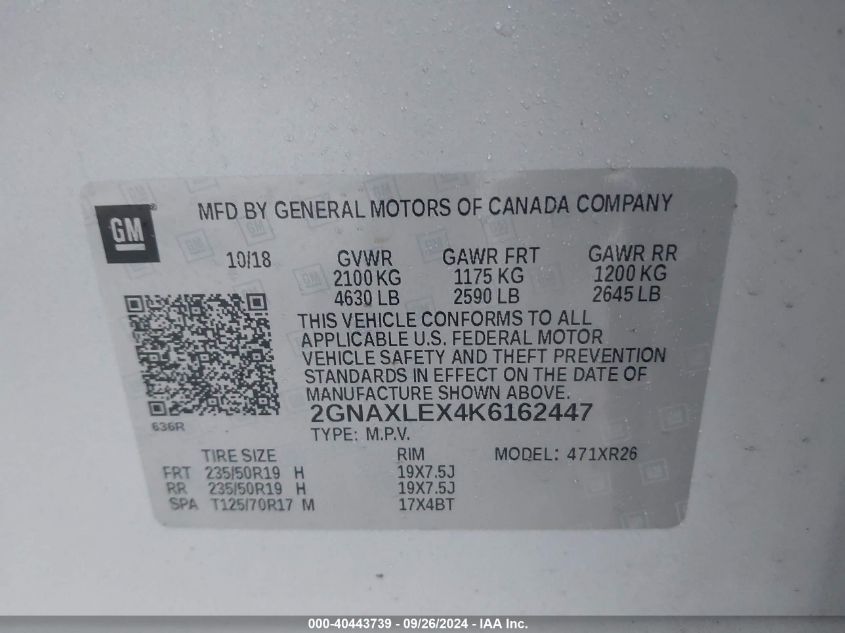 GM
MFD BY GENERAL MOTORS OF CANADA COMPANY
10/18 GVWR GAWR FRT GAWR RR
2100 KG 1175 KG 1200 KG
4630 LB 2590 LB 2645 LB
THIS VEHICLE CONFORMS TO ALL
APPLICABLE U.S. FEDERAL MOTOR
VEHICLE SAFETY AND THEFT PREVENTION
STANDARDS IN EFFECT ON THE DATE OF
MANUFACTURE SHOWN ABOVE.
2GNAXLEX4K6162447
636R
TYPE: M.P.V.
TIRE SIZE RIM MODEL: 471XR26
FRT 235/50R19 H 19X7.5J
RR 235/50R19 H 19X7.5J
SPA T125/70R17 M 17X4BT
000-40443739 - 09/26/2024 - IAA Inc.